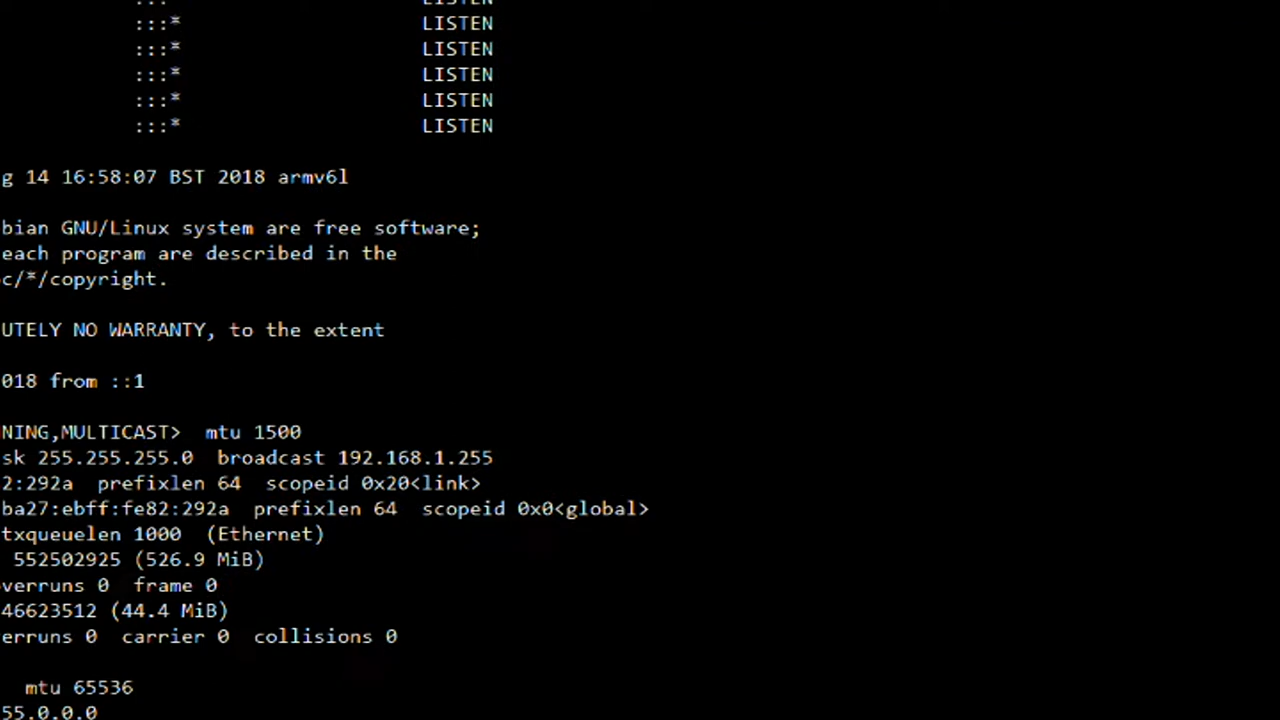 LISTEN
:::* LISTEN
:::* LISTEN
:::* LISTEN
:::* LISTEN
:::* LISTEN
g 14 16:58:07 BST 2018 armv6l
bian GNU/Linux system are free software;
each program are described in the
c/*/copyright.
UTELY NO WARRANTY, to the extent
018 from ::1
NING,MULTICAST>  mtu 1500
sk 255.255.255.0  broadcast 192.168.1.255
2:292a  prefixlen 64  scopeid 0x20<link>
ba27:ebff:fe82:292a  prefixlen 64  scopeid 0x0<global>
txqueuelen 1000  (Ethernet)
552502925 (526.9 MiB)
verruns 0  frame 0
46623512 (44.4 MiB)
erruns 0  carrier 0  collisions 0
mtu 65536
55.0.0.0